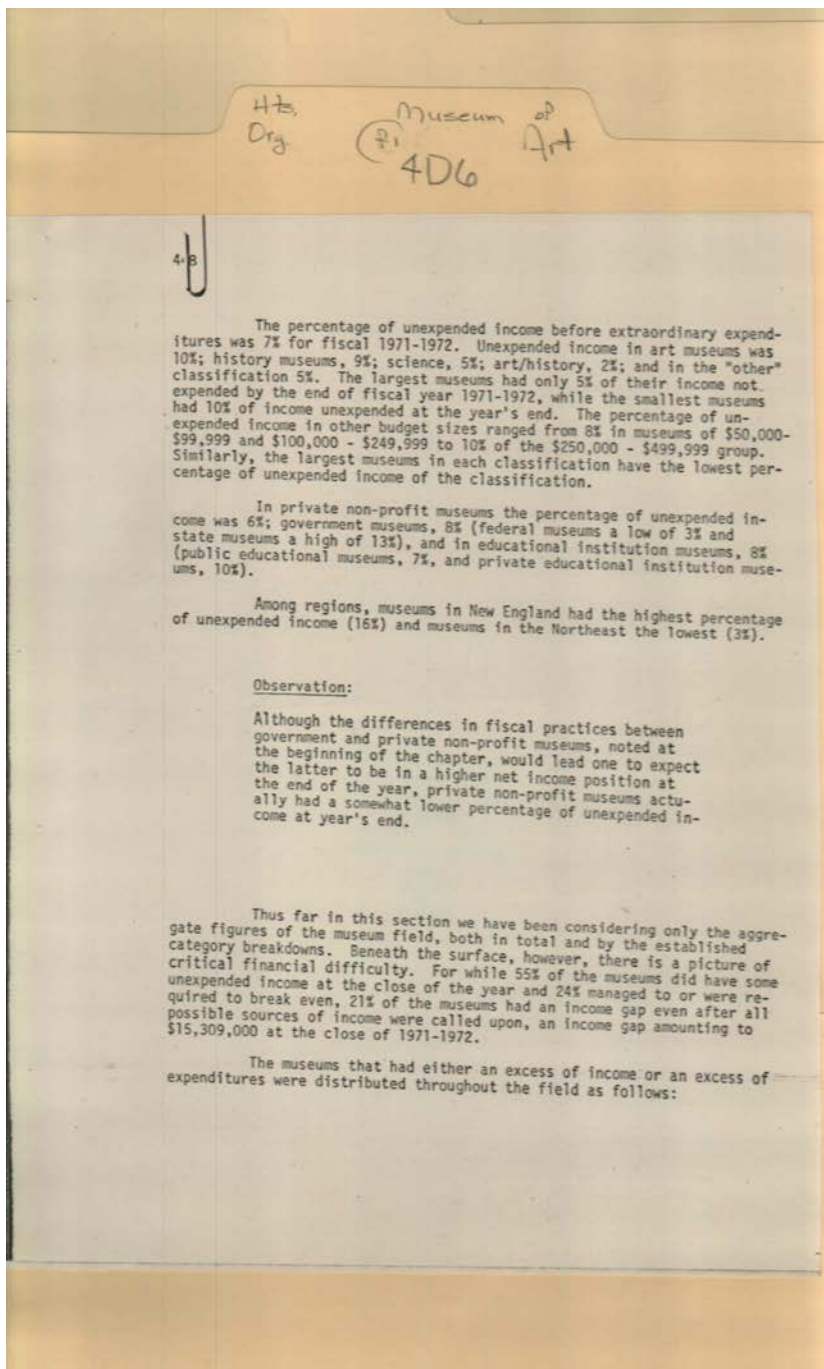 Hts. Museum of
Org. Art
4D6
4-8
The percentage of unexpended income before extraordinary expend-
itures was 7% for fiscal 1971-1972. Unexpended income in art museums was
10%; history museums, 9%; science, 5%; art/history, 2%; and in the "other"
classification 5%. The largest museums had only 5% of their income not
expended by the end of fiscal year 1971-1972, while the smallest museums
had 10% of income unexpended at the year's end. The percentage of un-
expended income in other budget sizes ranged from 8% in museums of $50,000-
$99,999 and $100,000 - $249,999 to 10% of the $250,000 - $499,999 group.
Similarly, the largest museums in each classification have the lowest per-
centage of unexpended income of the classification.
In private non-profit museums the percentage of unexpended in-
come was 6%; government museums, 8% (federal museums a low of 3% and
state museums a high of 13%), and in educational institution museums, 8%
(public educational museums, 7%, and private educational institution muse-
ums, 10%).
Among regions, museums in New England had the highest percentage
of unexpended income (16%) and museums in the Northeast the lowest (3%).
Observation:
Although the differences in fiscal practices between
government and private non-profit museums, noted at
the beginning of the chapter, would lead one to expect
the latter to be in a higher net income position at
the end of the year, private non-profit museums actu-
ally had a somewhat lower percentage of unexpended in-
come at year's end.
Thus far in this section we have been considering only the aggre-
gate figures of the museum field, both in total and by the established
category breakdowns. Beneath the surface, however, there is a picture of
critical financial difficulty. For while 55% of the museums did have some
unexpended income at the close of the year and 24% managed to or were re-
quired to break even, 21% of the museums had an income gap even after all
possible sources of income were called upon, an income gap amounting to
$15,309,000 at the close of 1971-1972.
The museums that had either an excess of income or an excess of
expenditures were distributed throughout the field as follows: